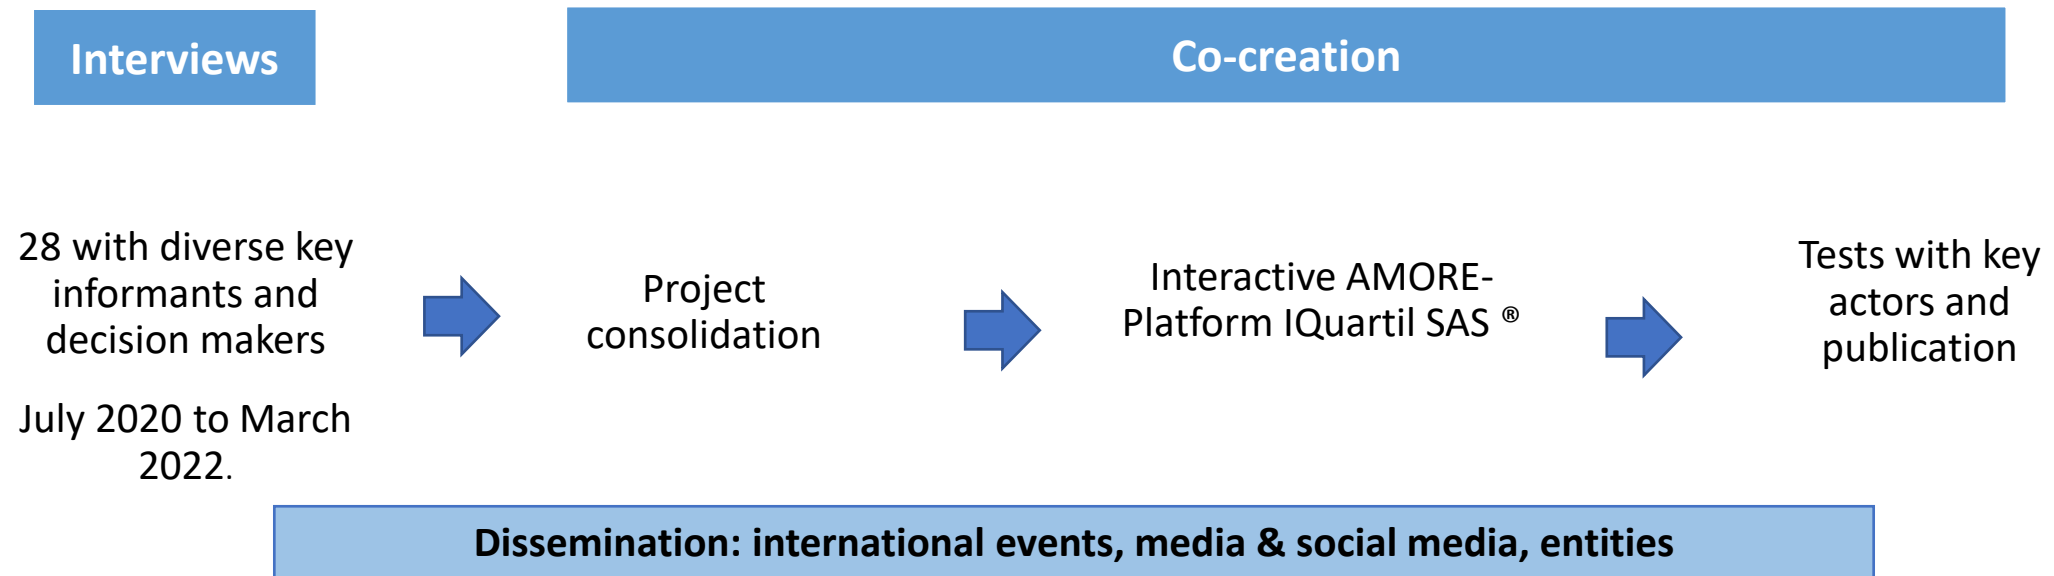 Interviews
Co-creation
28 with diverse key
informants and
decision makers
July 2020 to March
2022.
Project
consolidation
Interactive AMORE-
Platform IQuartil SAS ®
Tests with key
actors and
publication
Dissemination: international events, media & social media, entities